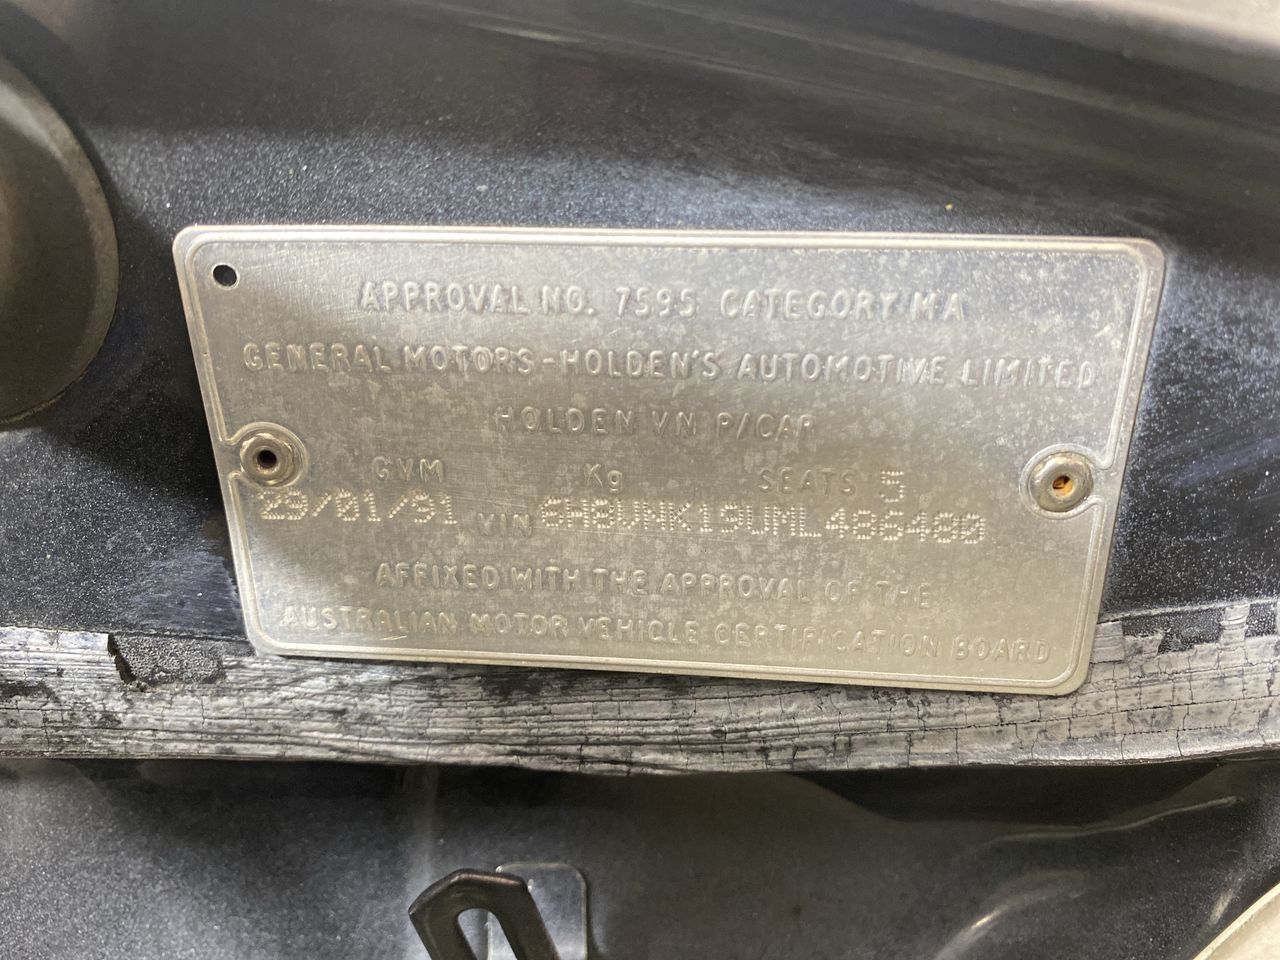 APPROVAL NO. 7595 CATEGORY MA
GENERAL MOTORS-HOLDEN'S AUTOMOTIVE LIMITED
HOLDEN VN P/CAR
GVM Kg SEATS 5
29/01/91 VIN 6H8VNK19UML486480
AFFIXED WITH THE APPROVAL OF THE
AUSTRALIAN MOTOR VEHICLE CERTIFICATION BOARD